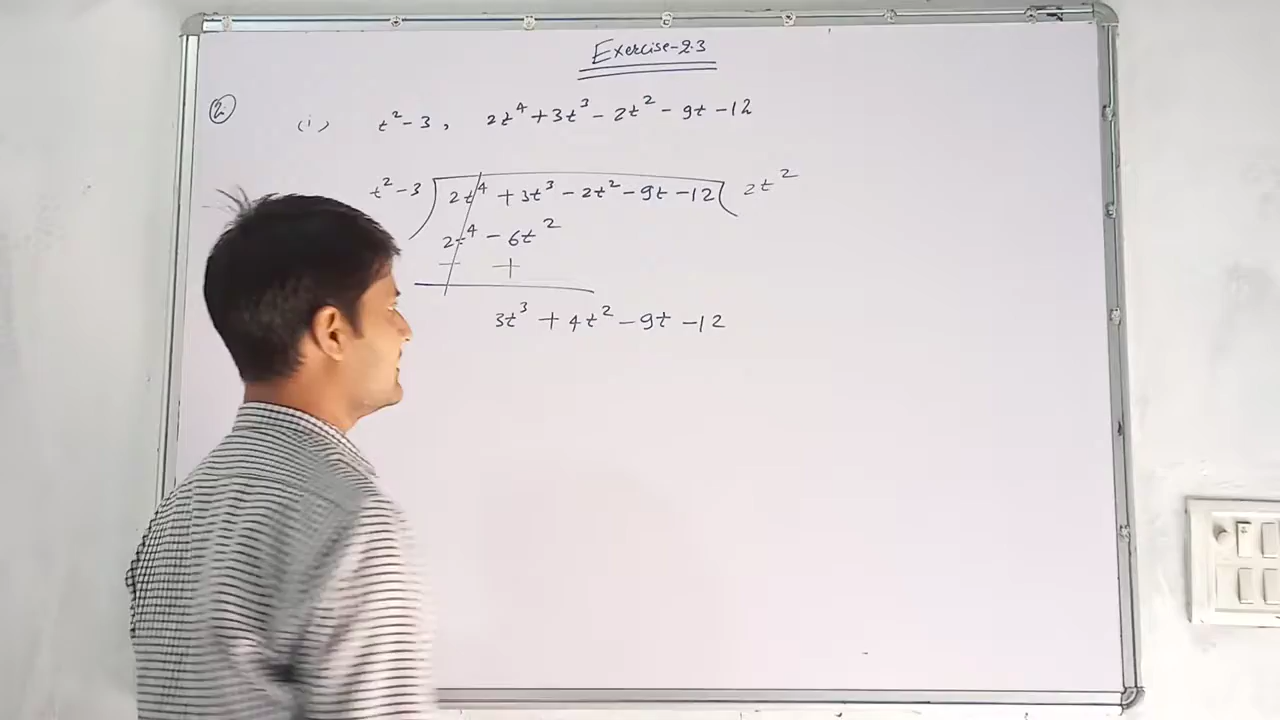 Exercise-2.3
2. (i) t² - 3, 2t⁴ + 3t³ - 2t² - 9t - 12
t² - 3 ) 2t⁴ + 3t³ - 2t² - 9t - 12 ( 2t²
2t⁴ - 6t²
- +
3t³ + 4t² - 9t - 12